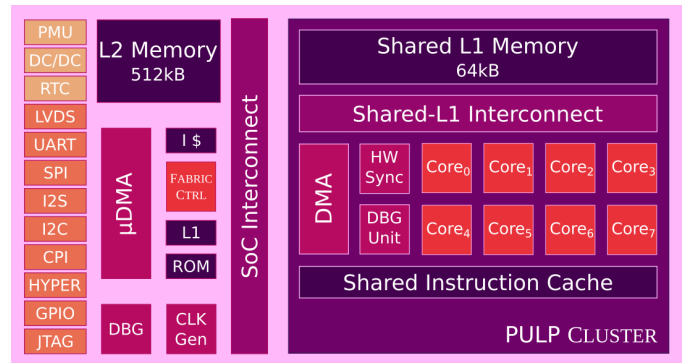 PMU
DC/DC
RTC
LVDS
UART
SPI
I2S
I2C
CPI
HYPER
GPIO
JTAG
L2 Memory
512kB
µDMA
I $
FABRIC
CTRL
L1
ROM
DBG
CLK
Gen
SoC Interconnect
Shared L1 Memory
64kB
Shared-L1 Interconnect
DMA
HW
Sync
Core₀
Core₁
Core₂
Core₃
DBG
Unit
Core₄
Core₅
Core₆
Core₇
Shared Instruction Cache
PULP CLUSTER